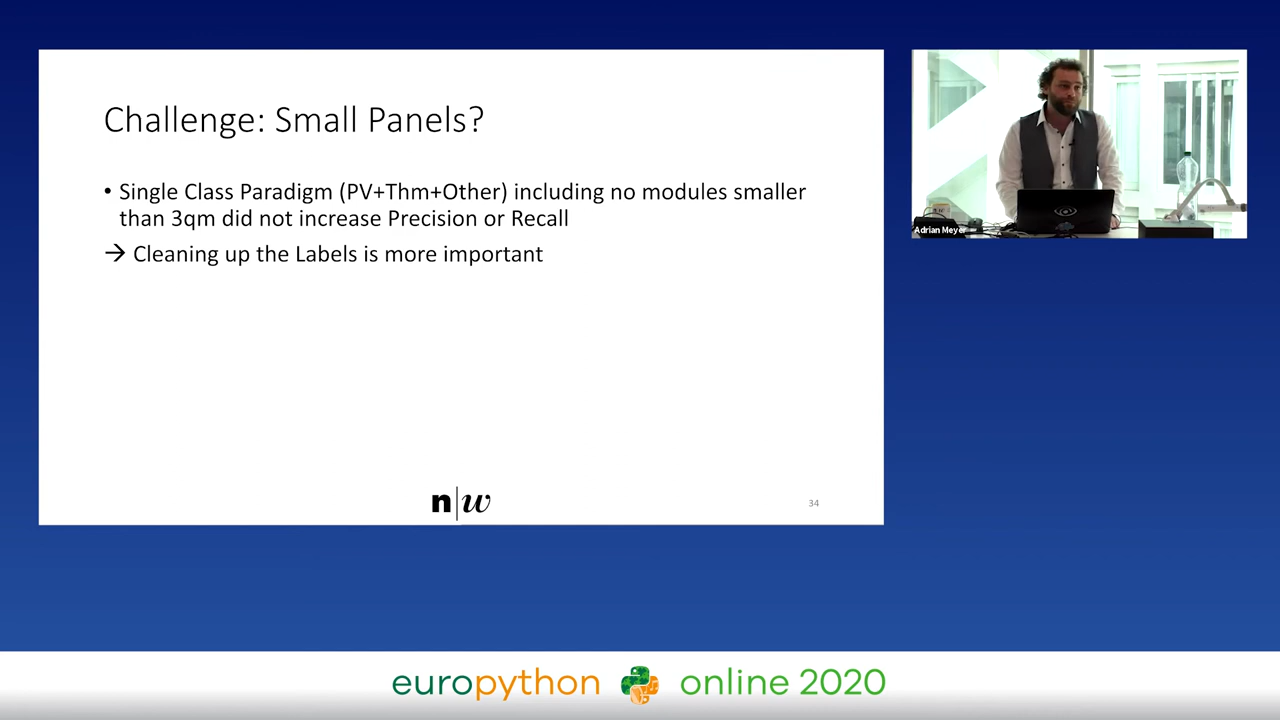 Challenge: Small Panels?
• Single Class Paradigm (PV+Thm+Other) including no modules smaller
than 3qm did not increase Precision or Recall
→ Cleaning up the Labels is more important
n|w
34
Adrian Meyer
europython online 2020